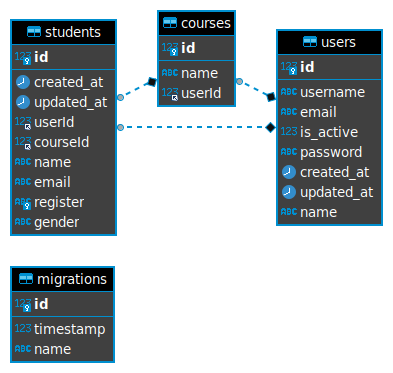 students
123 id
created_at
updated_at
123 userId
123 courseId
ABC name
ABC email
ABC register
ABC gender
courses
123 id
ABC name
123 userId
users
123 id
ABC username
ABC email
123 is_active
ABC password
created_at
updated_at
ABC name
migrations
123 id
123 timestamp
ABC name